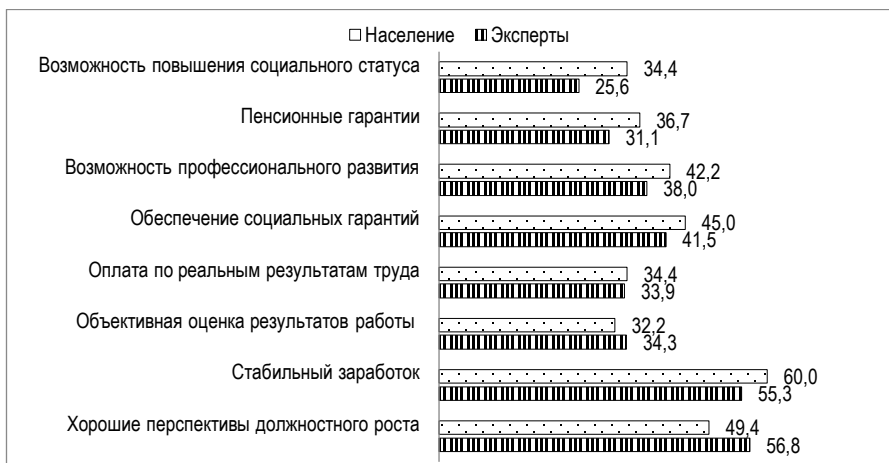 Население Эксперты
Возможность повышения социального статуса
34,4
25,6
Пенсионные гарантии
36,7
31,1
Возможность профессионального развития
42,2
38,0
Обеспечение социальных гарантий
45,0
41,5
Оплата по реальным результатам труда
34,4
33,9
Объективная оценка результатов работы
32,2
34,3
Стабильный заработок
60,0
55,3
Хорошие перспективы должностного роста
49,4
56,8